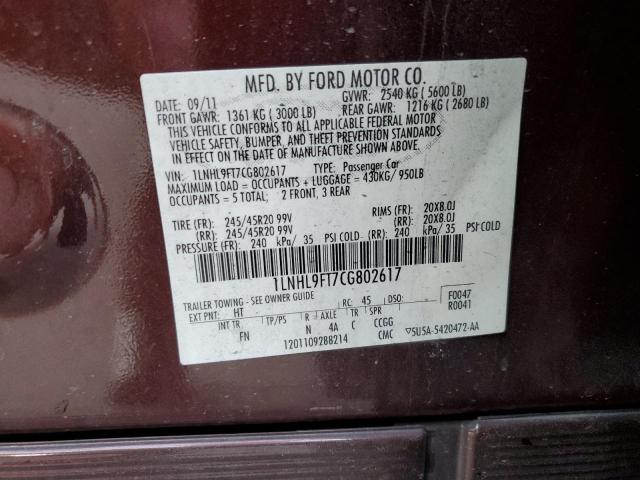 MFD. BY FORD MOTOR CO.
DATE: 09/11 GVWR: 2540 KG ( 5600 LB)
FRONT GAWR: 1361 KG ( 3000 LB) REAR GAWR: 1216 KG ( 2680 LB)
THIS VEHICLE CONFORMS TO ALL APPLICABLE FEDERAL MOTOR
VEHICLE SAFETY, BUMPER, AND THEFT PREVENTION STANDARDS
IN EFFECT ON THE DATE OF MANUFACTURE SHOWN ABOVE.
VIN: 1LNHL9FT7CG802617 TYPE: Passenger Car
MAXIMUM LOAD = OCCUPANTS + LUGGAGE = 430KG/ 950LB
OCCUPANTS = 5 TOTAL; 2 FRONT, 3 REAR
TIRE (FR): 245/45R20 99V RIMS (FR): 20X8.0J
(RR): 245/45R20 99V (RR): 20X8.0J
PRESSURE (FR): 240 kPa/ 35 PSI COLD (RR): 240 kPa/ 35 PSI COLD
1LNHL9FT7CG802617
TRAILER TOWING - SEE OWNER GUIDE F0047
EXT PNT: HT RC: 45 DSO: R0041
INT TR TP/PS R AXLE TR SPR
FN N 4A C CCGG
1201109288214 CMC ▽5U5A-5420472-AA